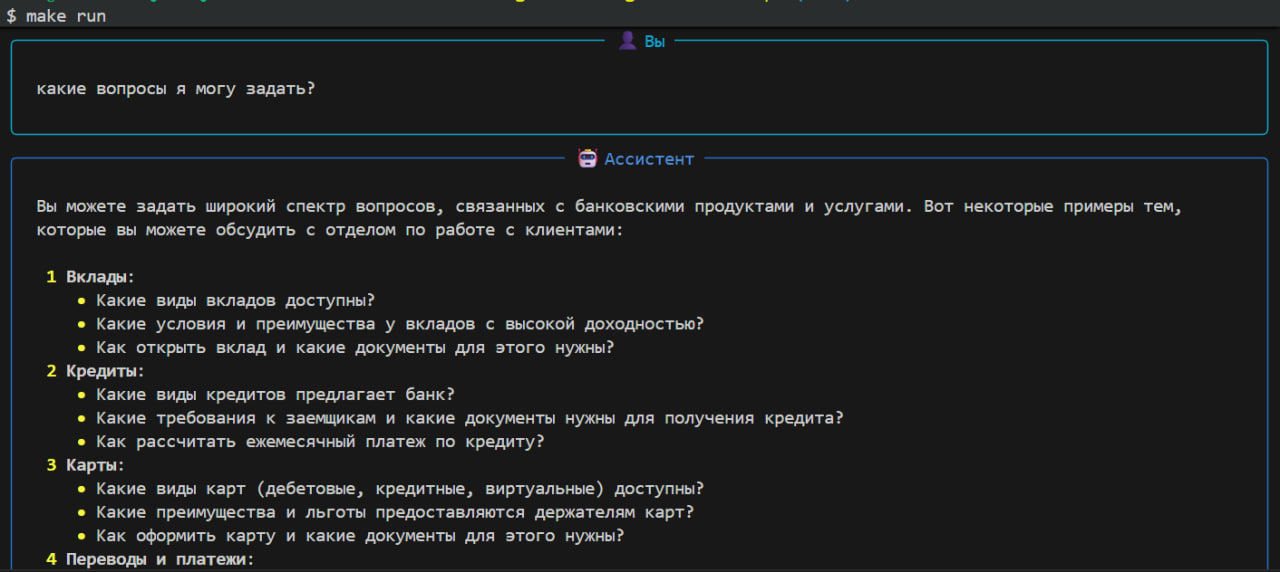 $ make run
Вы
какие вопросы я могу задать?
Ассистент
Вы можете задать широкий спектр вопросов, связанных с банковскими продуктами и услугами. Вот некоторые примеры тем,
которые вы можете обсудить с отделом по работе с клиентами:
1 Вклады:
• Какие виды вкладов доступны?
• Какие условия и преимущества у вкладов с высокой доходностью?
• Как открыть вклад и какие документы для этого нужны?
2 Кредиты:
• Какие виды кредитов предлагает банк?
• Какие требования к заемщикам и какие документы нужны для получения кредита?
• Как рассчитать ежемесячный платеж по кредиту?
3 Карты:
• Какие виды карт (дебетовые, кредитные, виртуальные) доступны?
• Какие преимущества и льготы предоставляются держателям карт?
• Как оформить карту и какие документы для этого нужны?
4 Переводы и платежи: